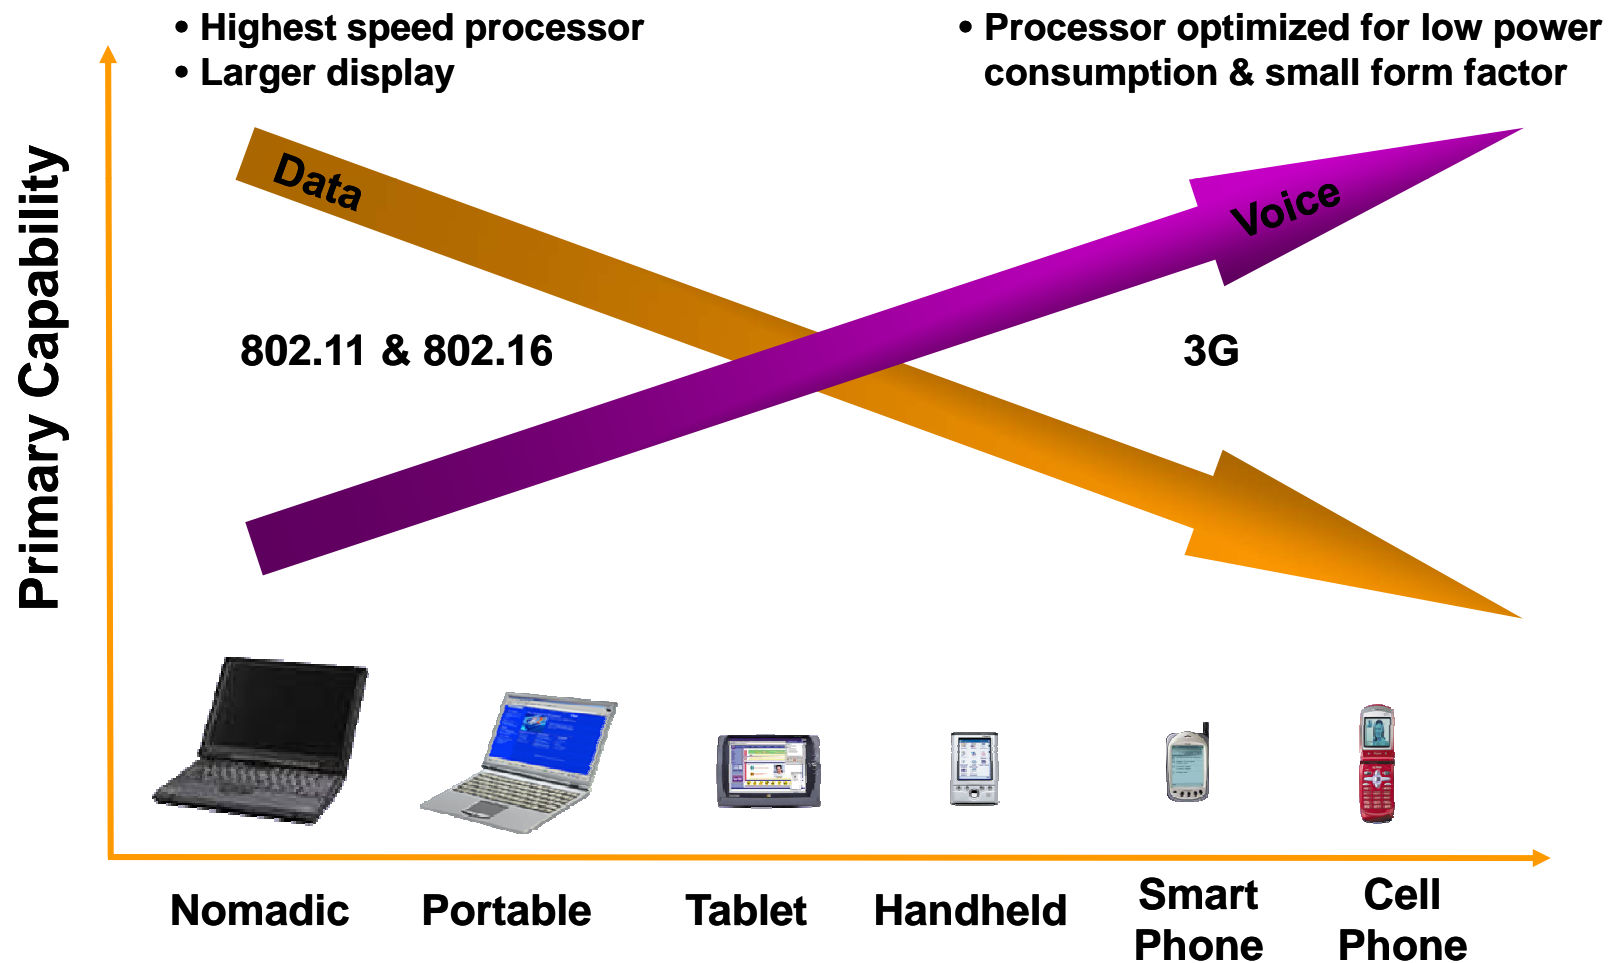 • Highest speed processor
• Larger display
• Processor optimized for low power
consumption & small form factor
Primary Capability
Data
Voice
802.11 & 802.16
3G
Nomadic
Portable
Tablet
Handheld
Smart
Phone
Cell
Phone